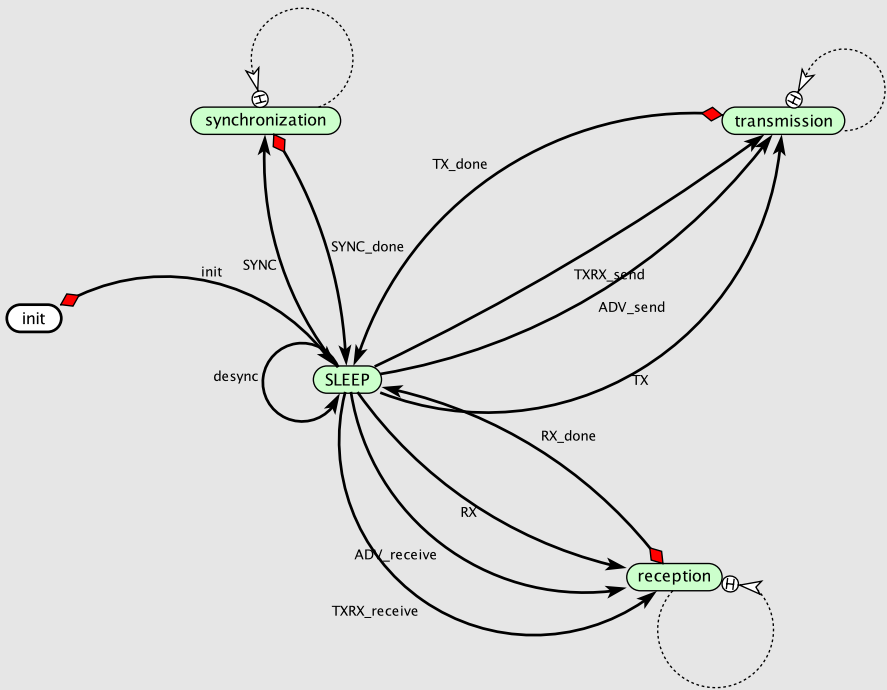 H
synchronization
H
transmission
TX_done
SYNC_done
SYNC
init
TXRX_send
ADV_send
init
desync
SLEEP
TX
RX_done
RX
ADV_receive
reception
H
TXRX_receive